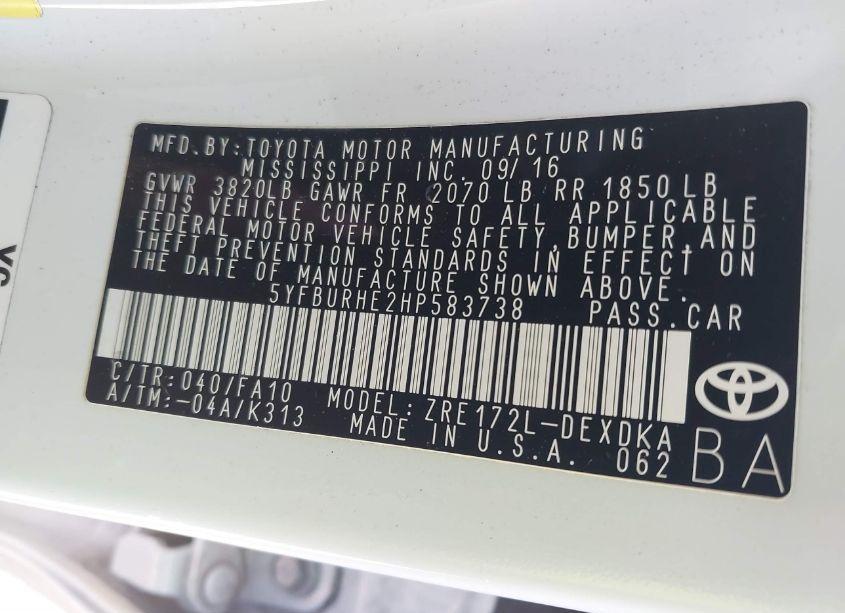 MFD.BY:TOYOTA MOTOR MANUFACTURING
MISSISSIPPI INC. 09/16
GVWR 3820LB GAWR FR 2070 LB RR 1850 LB
THIS VEHICLE CONFORMS TO ALL APPLICABLE
FEDERAL MOTOR VEHICLE SAFETY,BUMPER,AND
THEFT PREVENTION STANDARDS IN EFFECT ON
THE DATE OF MANUFACTURE SHOWN ABOVE.
5YFBURHE2HP583738 PASS.CAR
C/TR:040/FA10 MODEL:ZRE172L-DEXDKA
A/TM:-04A/K313 MADE IN U.S.A. 062
BA